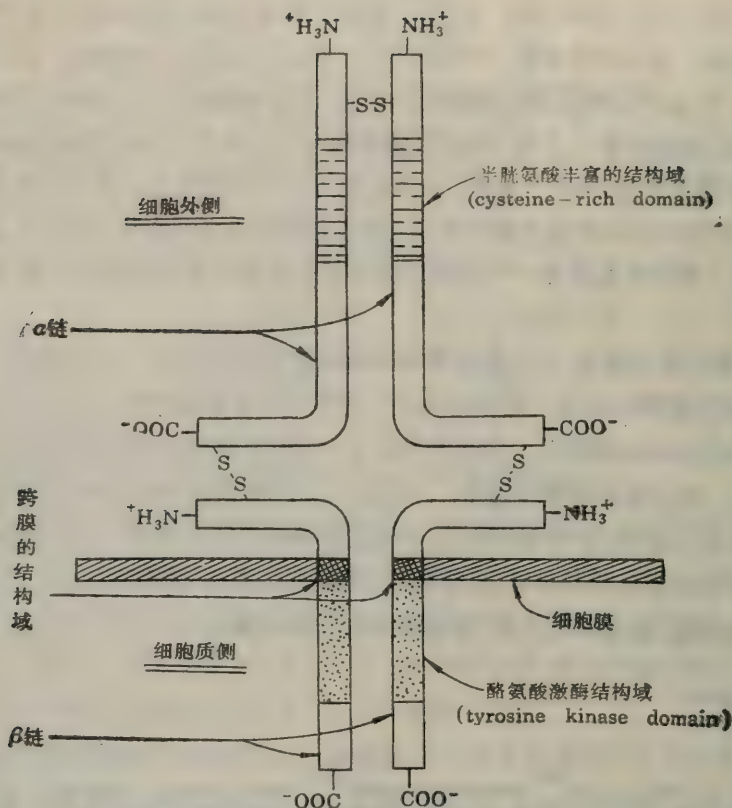 ⁺H₃N
NH₃⁺
S-S
半胱氨酸丰富的结构域
(cysteine-rich domain)
细胞外侧
α链
⁻OOC
COO⁻
S
S
S
S
跨膜的结构域
⁺H₃N
NH₃⁺
细胞膜
细胞质侧
酪氨酸激酶结构域
(tyrosine kinase domain)
β链
⁻OOC
COO⁻